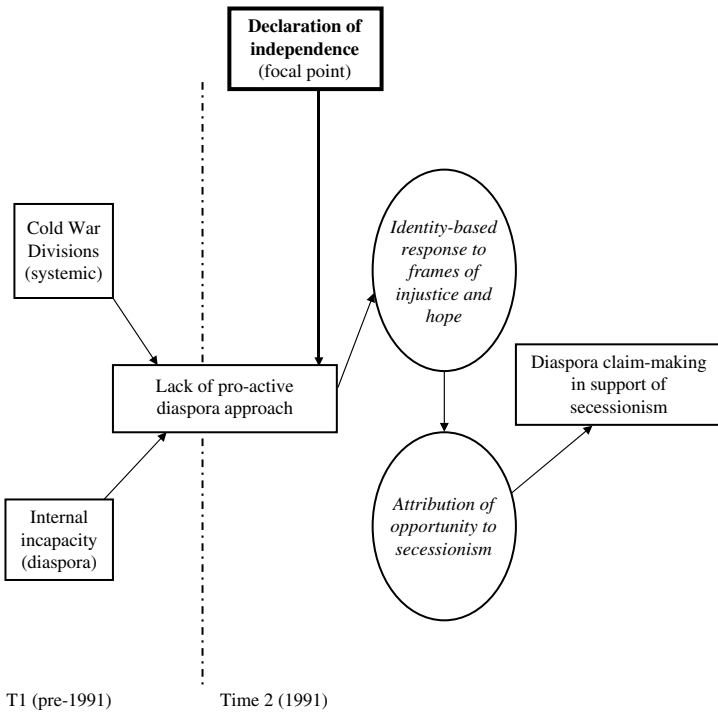 Declaration of
independence
(focal point)
Cold War
Divisions
(systemic)
Identity-based
response to
frames of
injustice and
hope
Lack of pro-active
diaspora approach
Diaspora claim-making
in support of
secessionism
Internal
incapacity
(diaspora)
Attribution of
opportunity to
secessionism
T1 (pre-1991)
Time 2 (1991)